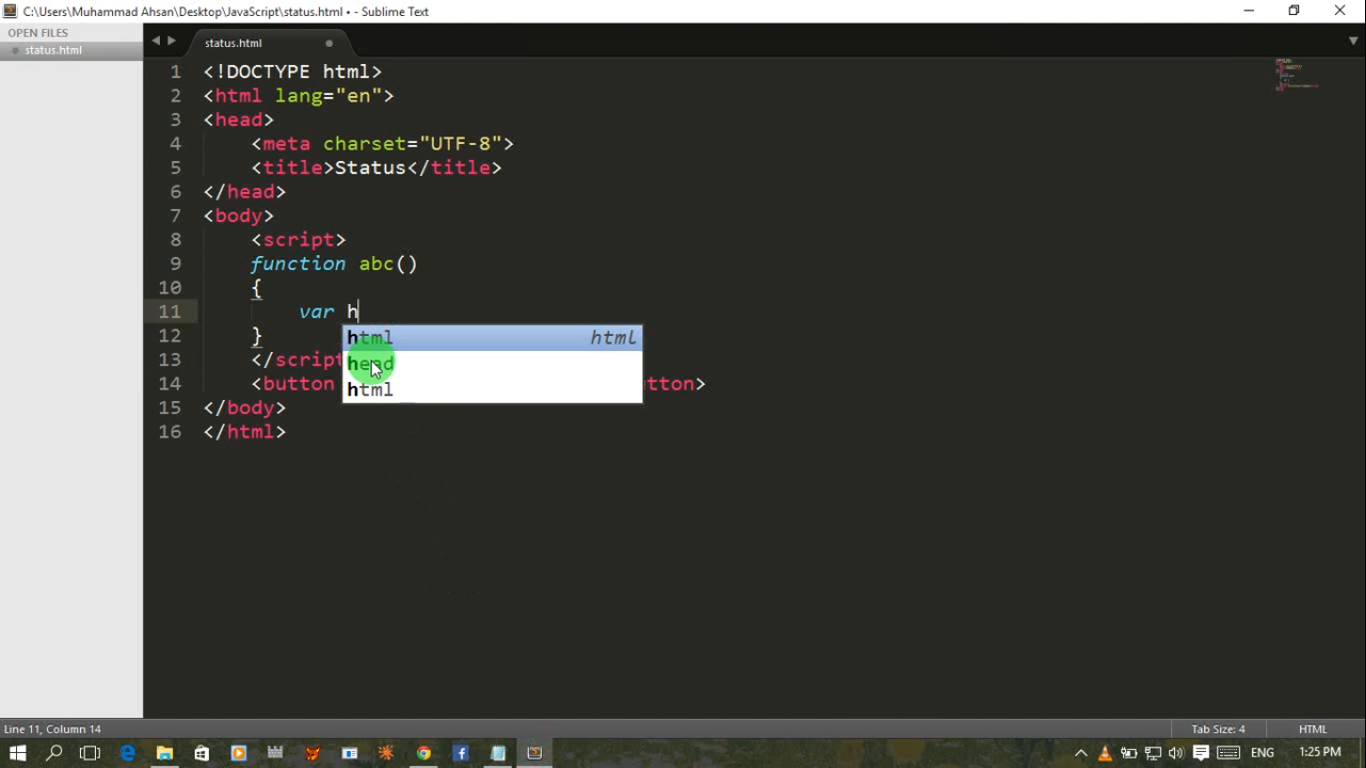 C:\Users\Muhammad Ahsan\Desktop\JavaScript\status.html • - Sublime Text
OPEN FILES
status.html
status.html
1 <!DOCTYPE html>
2 <html lang="en">
3 <head>
4 <meta charset="UTF-8">
5 <title>Status</title>
6 </head>
7 <body>
8 <script>
9 function abc()
10 {
11 var h
12 }
html html
13 </script
head
14 <button tton>
html
15 </body>
16 </html>
Line 11, Column 14
Tab Size: 4
HTML
ENG
1:25 PM